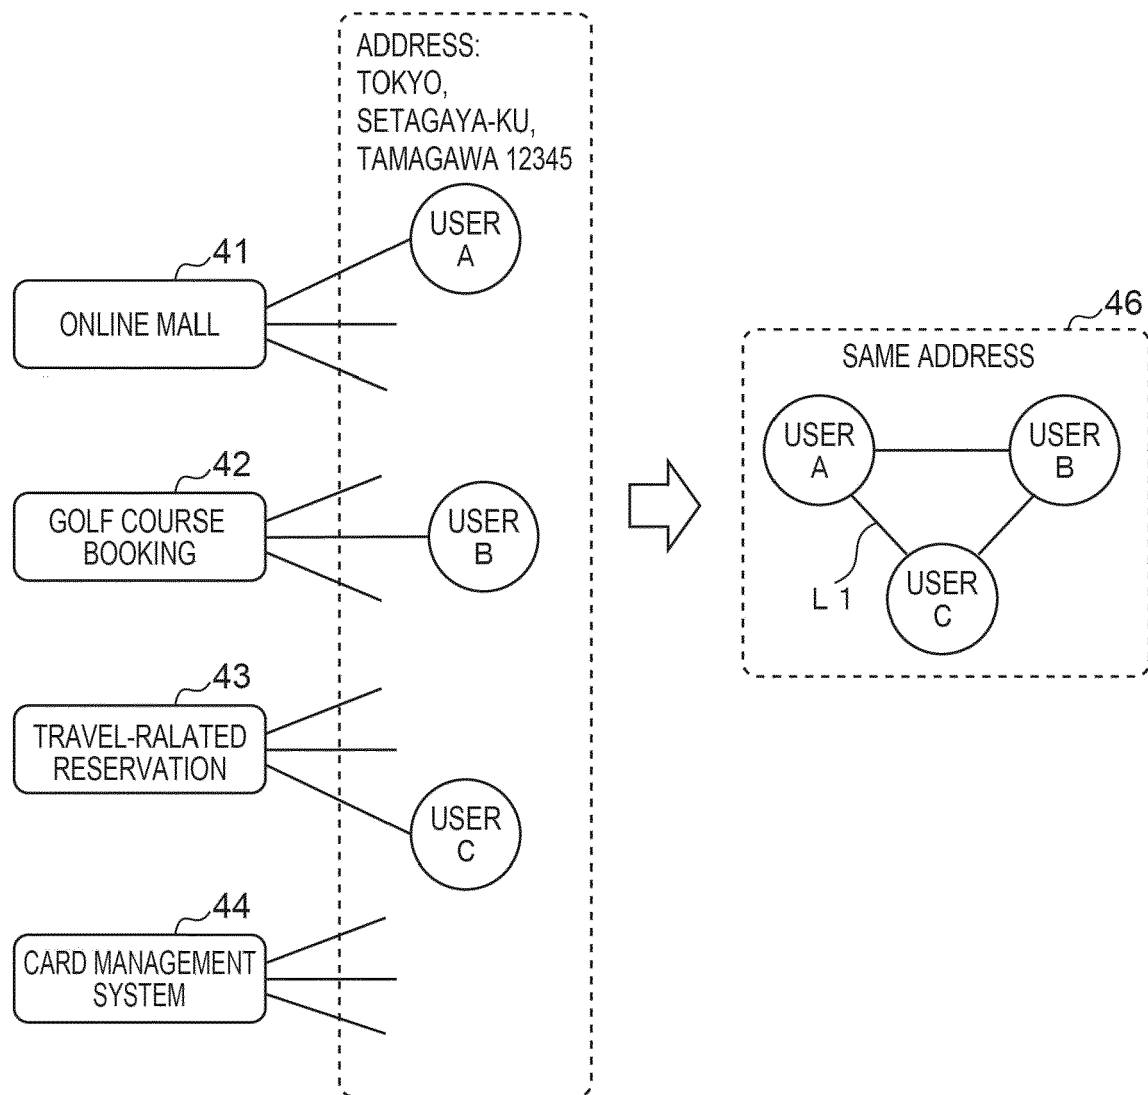 ADDRESS:
TOKYO,
SETAGAYA-KU,
TAMAGAWA 12345
USER
A
41
ONLINE MALL
42
GOLF COURSE
BOOKING
USER
B
43
TRAVEL-RALATED
RESERVATION
USER
C
44
CARD MANAGEMENT
SYSTEM
46
SAME ADDRESS
USER
A
USER
B
USER
C
L 1